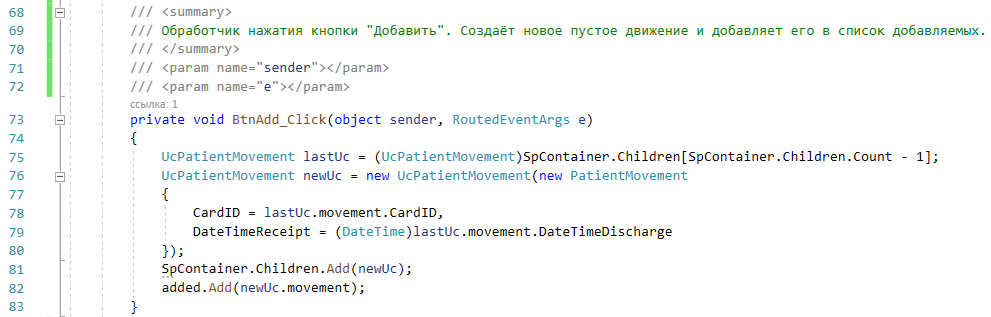 68 /// <summary>
69 /// Обработчик нажатия кнопки "Добавить". Создаёт новое пустое движение и добавляет его в список добавляемых.
70 /// </summary>
71 /// <param name="sender"></param>
72 /// <param name="e"></param>
ссылка: 1
73 private void BtnAdd_Click(object sender, RoutedEventArgs e)
74 {
75 UcPatientMovement lastUc = (UcPatientMovement)SpContainer.Children[SpContainer.Children.Count - 1];
76 UcPatientMovement newUc = new UcPatientMovement(new PatientMovement
77 {
78 CardID = lastUc.movement.CardID,
79 DateTimeReceipt = (DateTime)lastUc.movement.DateTimeDischarge
80 });
81 SpContainer.Children.Add(newUc);
82 added.Add(newUc.movement);
83 }